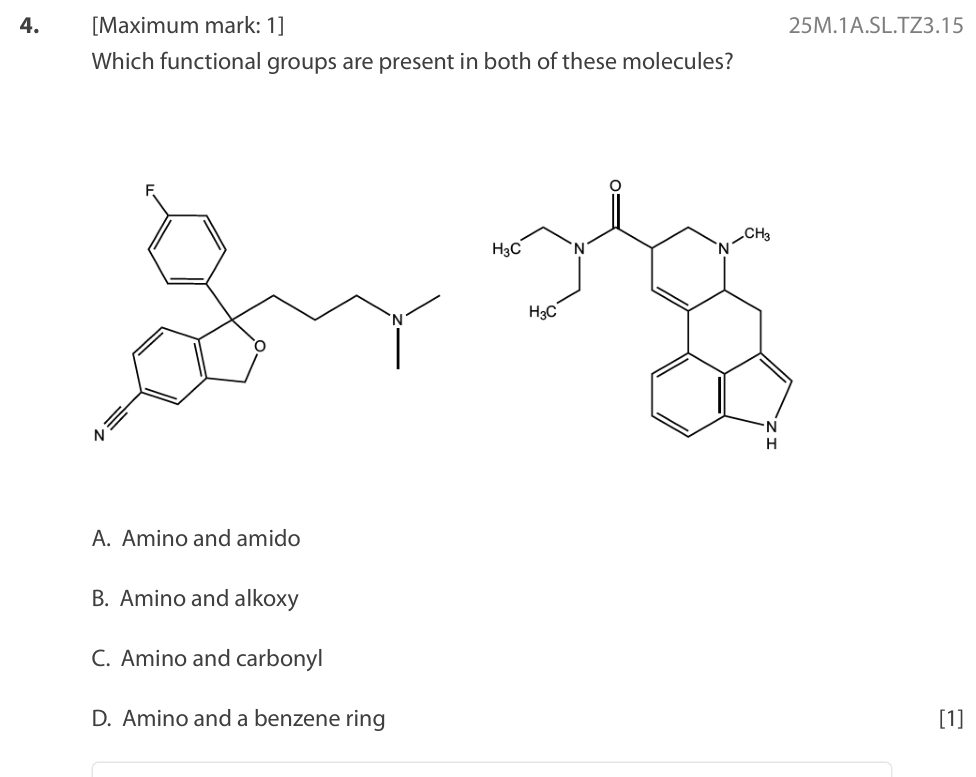 4. [Maximum mark: 1] 25M.1A.SL.TZ3.15
Which functional groups are present in both of these molecules?
F
O
N
N
O
H₃C
N
H₃C
N
CH₃
N
H
A. Amino and amido
B. Amino and alkoxy
C. Amino and carbonyl
D. Amino and a benzene ring [1]